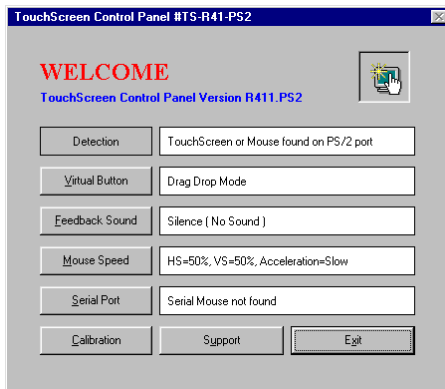 TouchScreen Control Panel #TS-R41-PS2
WELCOME
TouchScreen Control Panel Version R411.PS2
Detection TouchScreen or Mouse found on PS/2 port
Virtual Button Drag Drop Mode
Feedback Sound Silence ( No Sound )
Mouse Speed HS=50%, VS=50%, Acceleration=Slow
Serial Port Serial Mouse not found
Calibration Support Exit